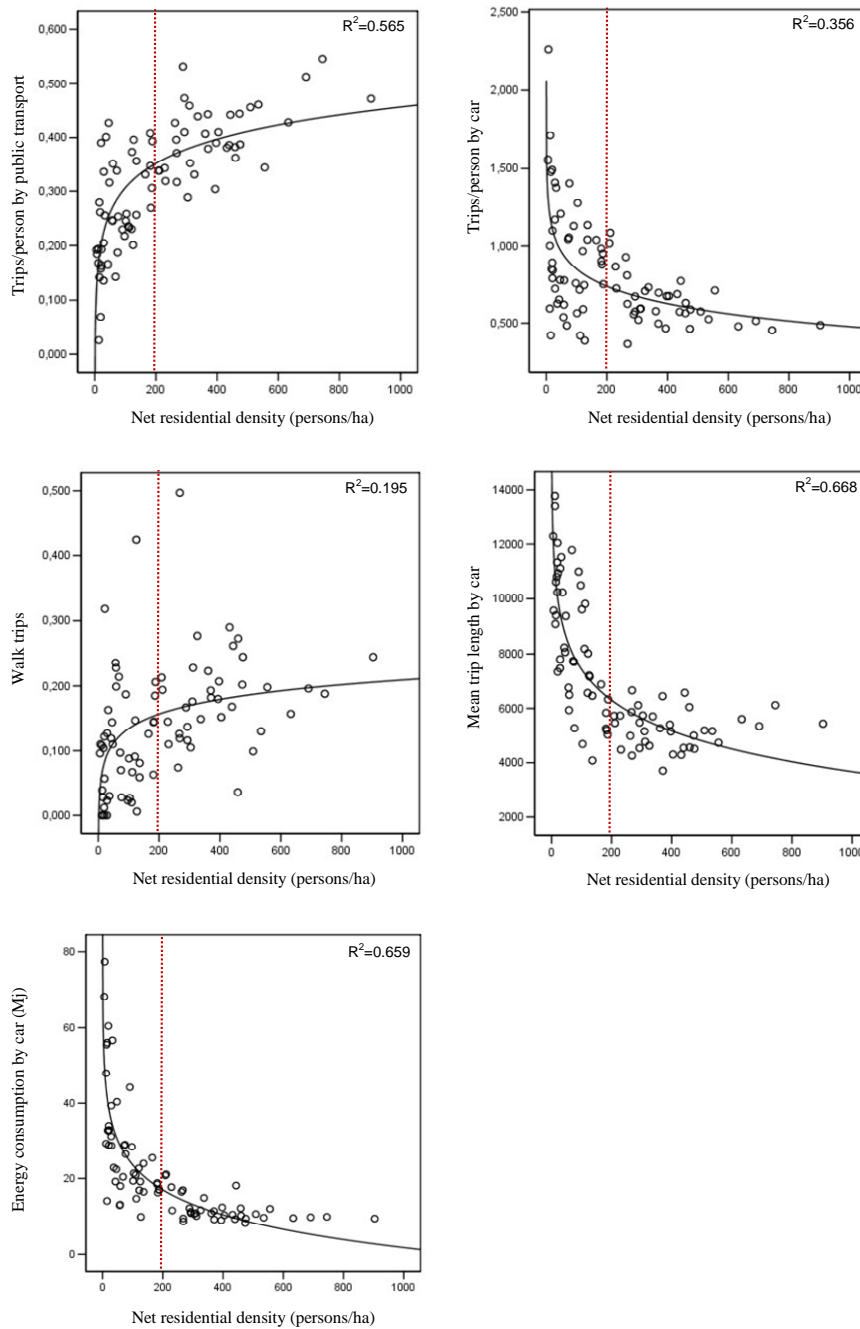 R²=0.565
Trips/person by public transport
0,600
0,500
0,400
0,300
0,200
0,100
0,000
0 200 400 600 800 1000
Net residential density (persons/ha)
R²=0.356
Trips/person by car
2,500
2,000
1,500
1,000
0,500
0 200 400 600 800 1000
Net residential density (persons/ha)
R²=0.195
Walk trips
0,500
0,400
0,300
0,200
0,100
0,000
0 200 400 600 800 1000
Net residential density (persons/ha)
R²=0.668
Mean trip length by car
14000
12000
10000
8000
6000
4000
2000
0 200 400 600 800 1000
Net residential density (persons/ha)
R²=0.659
Energy consumption by car (Mj)
80
60
40
20
0
0 200 400 600 800 1000
Net residential density (persons/ha)